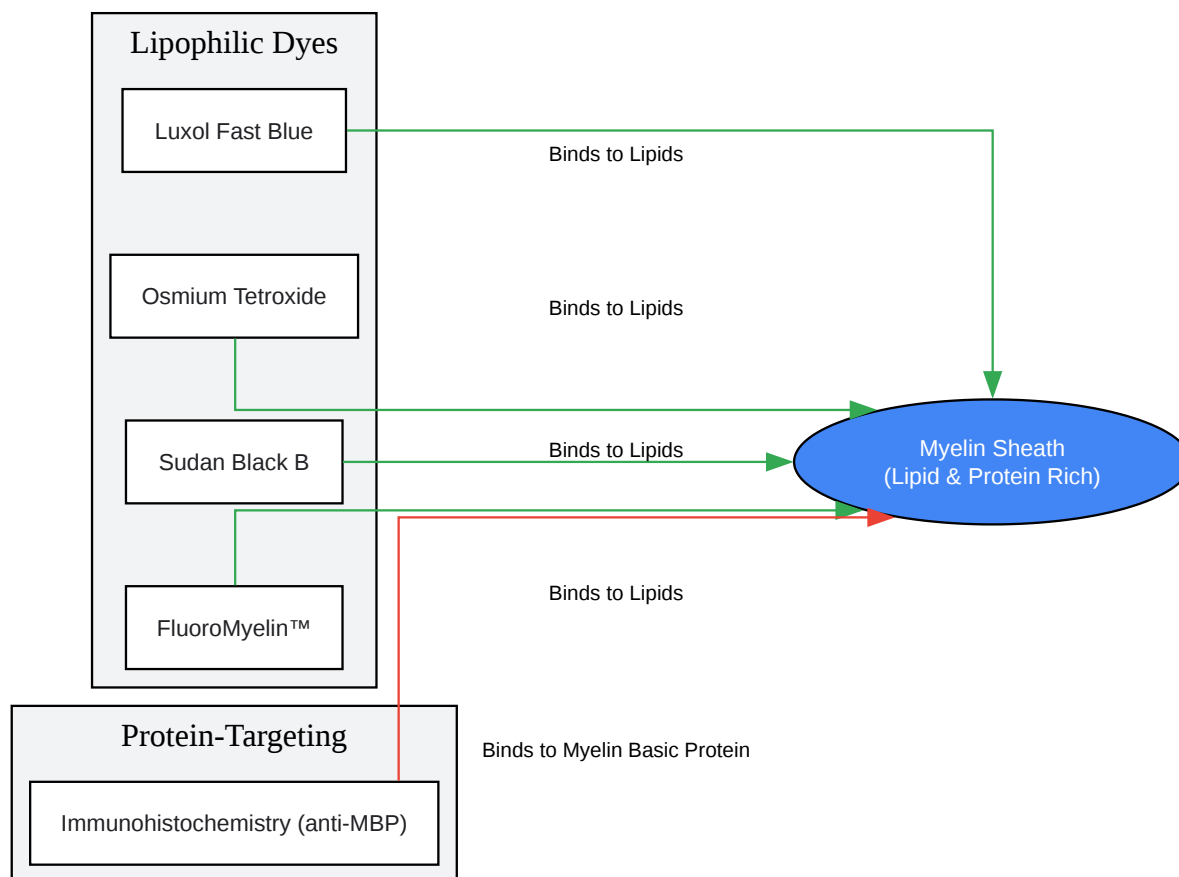 Lipophilic Dyes
Luxol Fast Blue
Binds to Lipids
Osmium Tetroxide
Binds to Lipids
Sudan Black B
Binds to Lipids
Myelin Sheath
(Lipid & Protein Rich)
FluoroMyelin™
Binds to Lipids
Protein-Targeting
Binds to Myelin Basic Protein
Immunohistochemistry (anti-MBP)